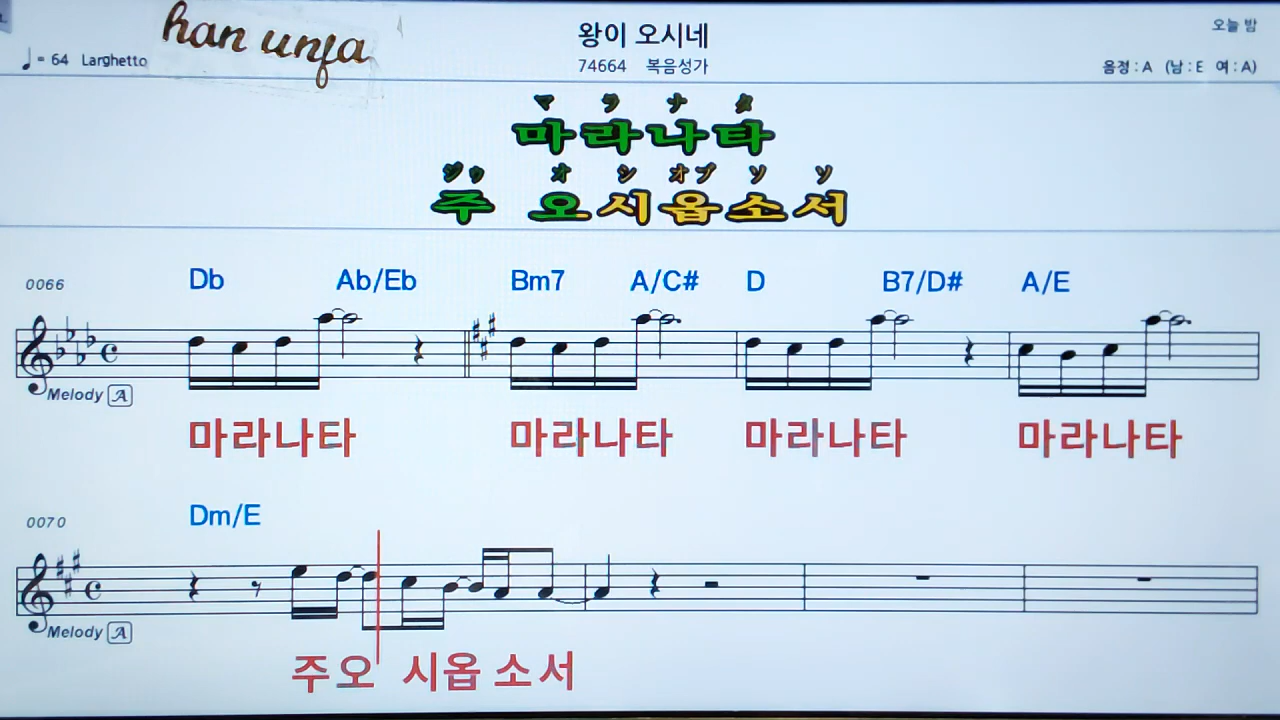 han unja
왕이 오시네
오늘 밤
♩= 64 Larghetto
74664 복음성가
음정 : A (남 : E 여 : A)
マ ラ ナ タ
마라나타
ジゥ オ シ オプ ソ ソ
주 오시옵소서
0066 Db Ab/Eb Bm7 A/C# D B7/D# A/E
Melody A
마라나타 마라나타 마라나타 마라나타
0070 Dm/E
Melody A
주오 시옵 소 서